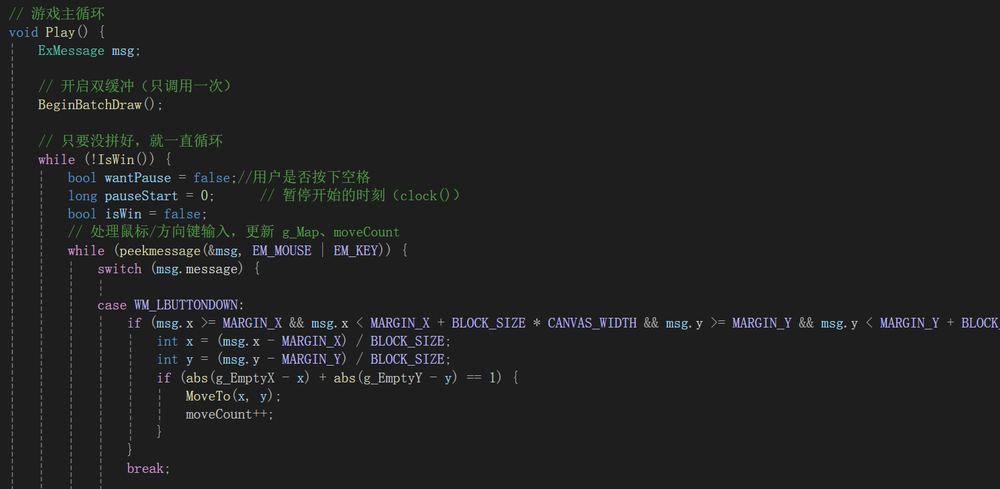 // 游戏主循环
void Play() {
ExMessage msg;
// 开启双缓冲（只调用一次）
BeginBatchDraw();
// 只要没拼好，就一直循环
while (!IsWin()) {
bool wantPause = false;//用户是否按下空格
long pauseStart = 0;      // 暂停开始的时刻（clock()）
bool isWin = false;
// 处理鼠标/方向键输入，更新 g_Map、moveCount
while (peekmessage(&msg, EM_MOUSE | EM_KEY)) {
switch (msg.message) {
case WM_LBUTTONDOWN:
if (msg.x >= MARGIN_X && msg.x < MARGIN_X + BLOCK_SIZE * CANVAS_WIDTH && msg.y >= MARGIN_Y && msg.y < MARGIN_Y + BLOCK_
int x = (msg.x - MARGIN_X) / BLOCK_SIZE;
int y = (msg.y - MARGIN_Y) / BLOCK_SIZE;
if (abs(g_EmptyX - x) + abs(g_EmptyY - y) == 1) {
MoveTo(x, y);
moveCount++;
}
}
break;